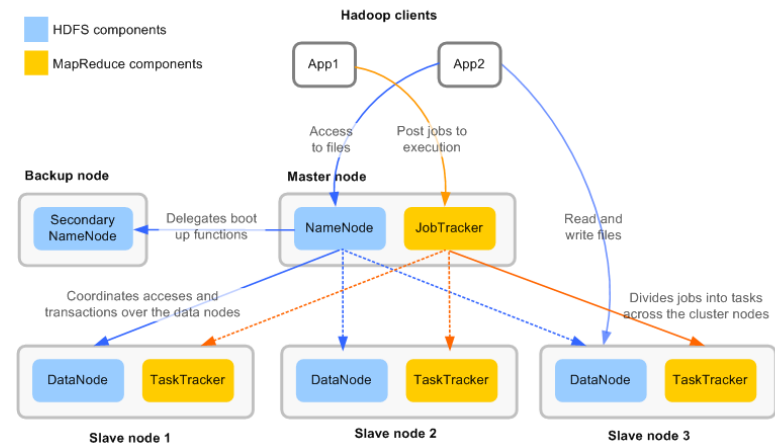 Hadoop clients
HDFS components
MapReduce components
App1
App2
Access
to files
Post jobs to
execution
Backup node
Master node
Secondary
NameNode
Delegates boot
up functions
NameNode
JobTracker
Read and
write files
Coordinates acceses and
transactions over the data nodes
Divides jobs into tasks
across the cluster nodes
DataNode
TaskTracker
DataNode
TaskTracker
DataNode
TaskTracker
Slave node 1
Slave node 2
Slave node 3